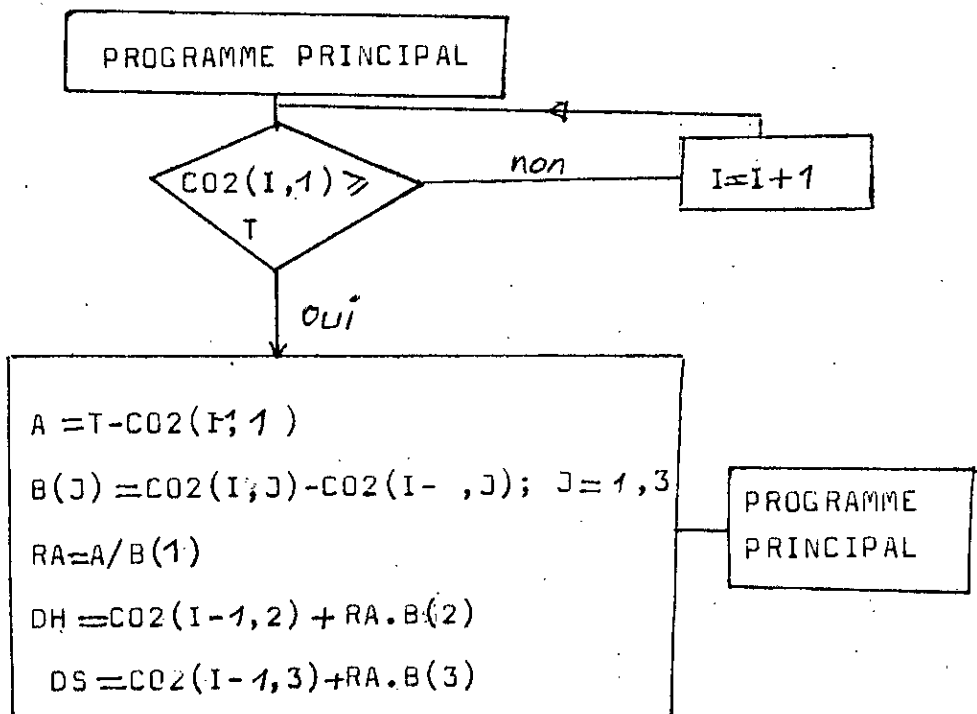 PROGRAMME PRINCIPAL
CO2(I,1) ⩾
T
non
I=I+1
oui
A =T-CO2(I-1,1)
B(J) =CO2(I,J)-CO2(I- ,J); J=1,3
RA=A/B(1)
DH =CO2(I-1,2) + RA.B(2)
DS =CO2(I-1,3)+RA.B(3)
PROGRAMME
PRINCIPAL